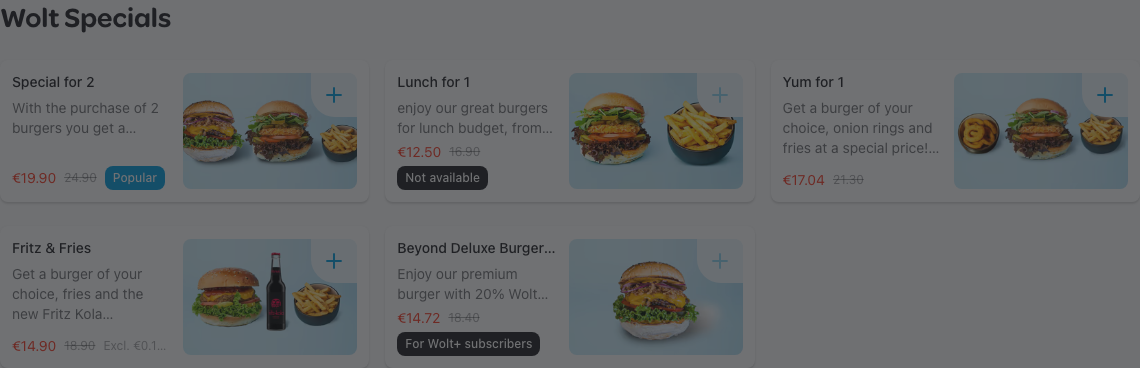 Wolt Specials
Special for 2
With the purchase of 2
burgers you get a...
€19.90 24.90 Popular
Lunch for 1
enjoy our great burgers
for lunch budget, from...
€12.50 16.90
Not available
Yum for 1
Get a burger of your
choice, onion rings and
fries at a special price!...
€17.04 21.30
Fritz & Fries
Get a burger of your
choice, fries and the
new Fritz Kola...
€14.90 18.90 Excl. €0.1...
Beyond Deluxe Burger...
Enjoy our premium
burger with 20% Wolt...
€14.72 18.40
For Wolt+ subscribers